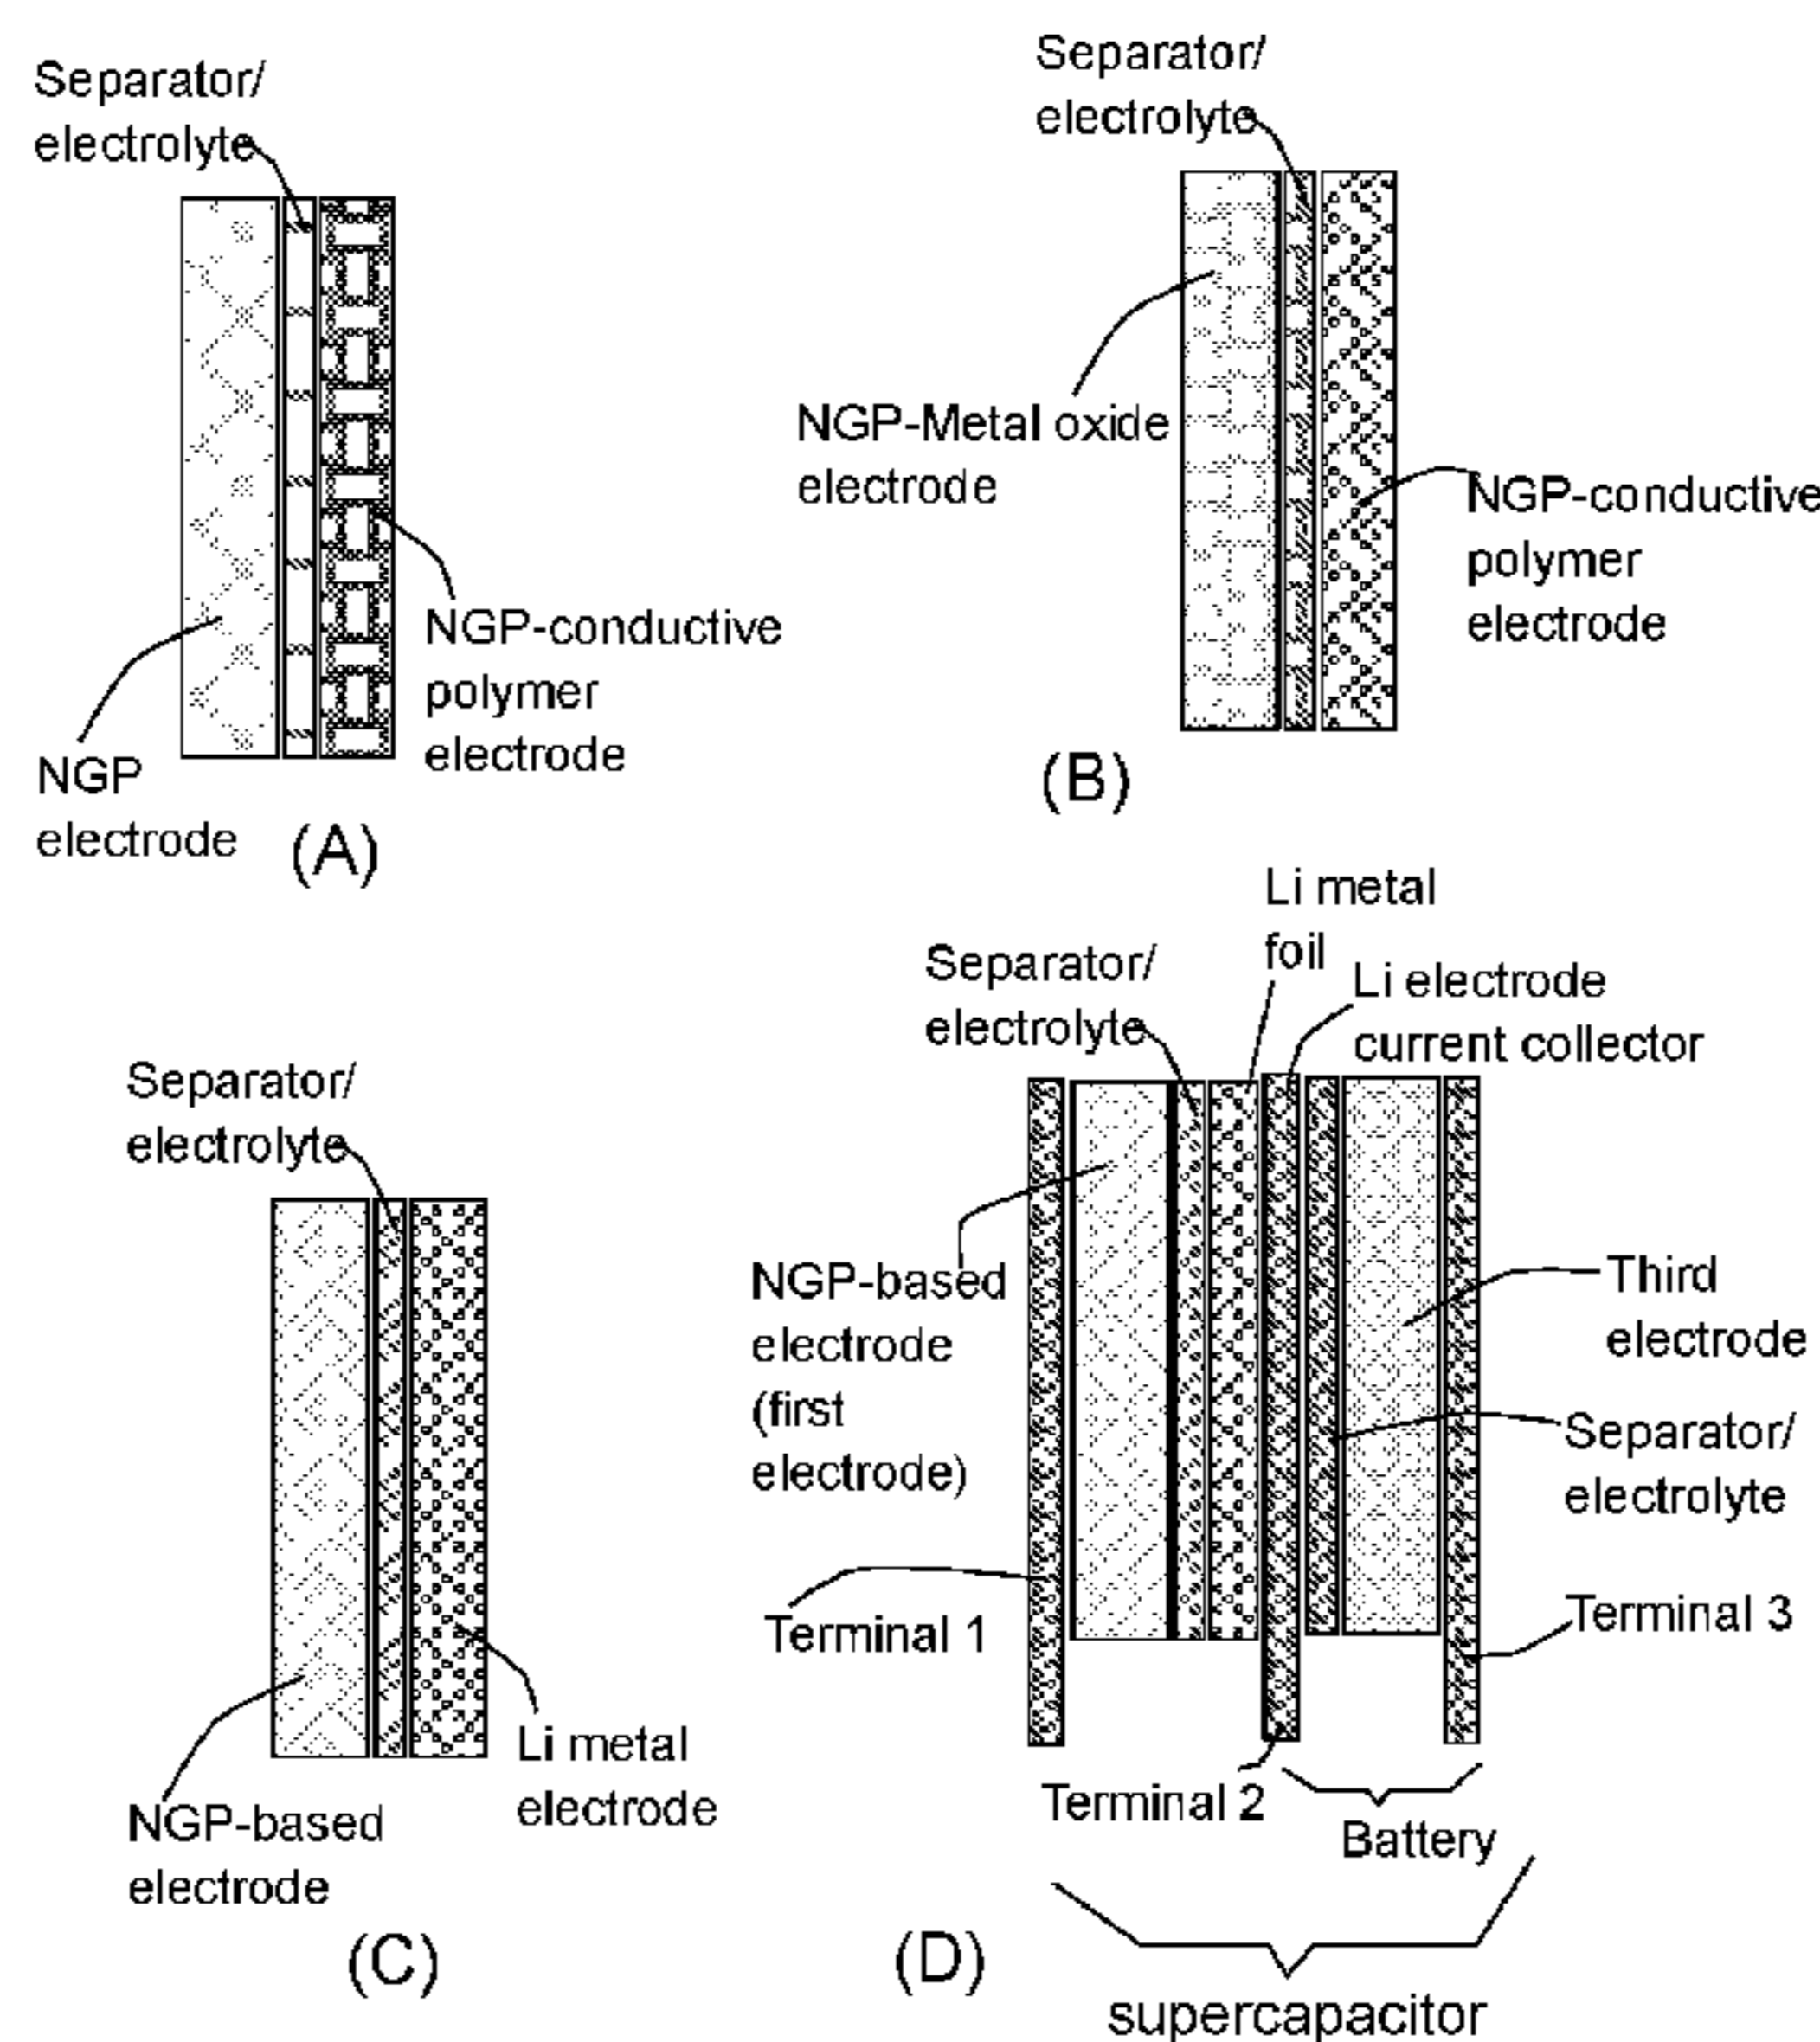 Separator/
electrolyte
NGP-conductive
polymer
electrode
NGP
electrode
(A)
Separator/
electrolyte
NGP-Metal oxide
electrode
NGP-conductive
polymer
electrode
(B)
Separator/
electrolyte
Li metal
electrode
NGP-based
electrode
(C)
Li metal
foil
Separator/
electrolyte
Li electrode
current collector
NGP-based
electrode
(first
electrode)
Third
electrode
Separator/
electrolyte
Terminal 1
Terminal 3
Terminal 2
Battery
(D)
supercapacitor